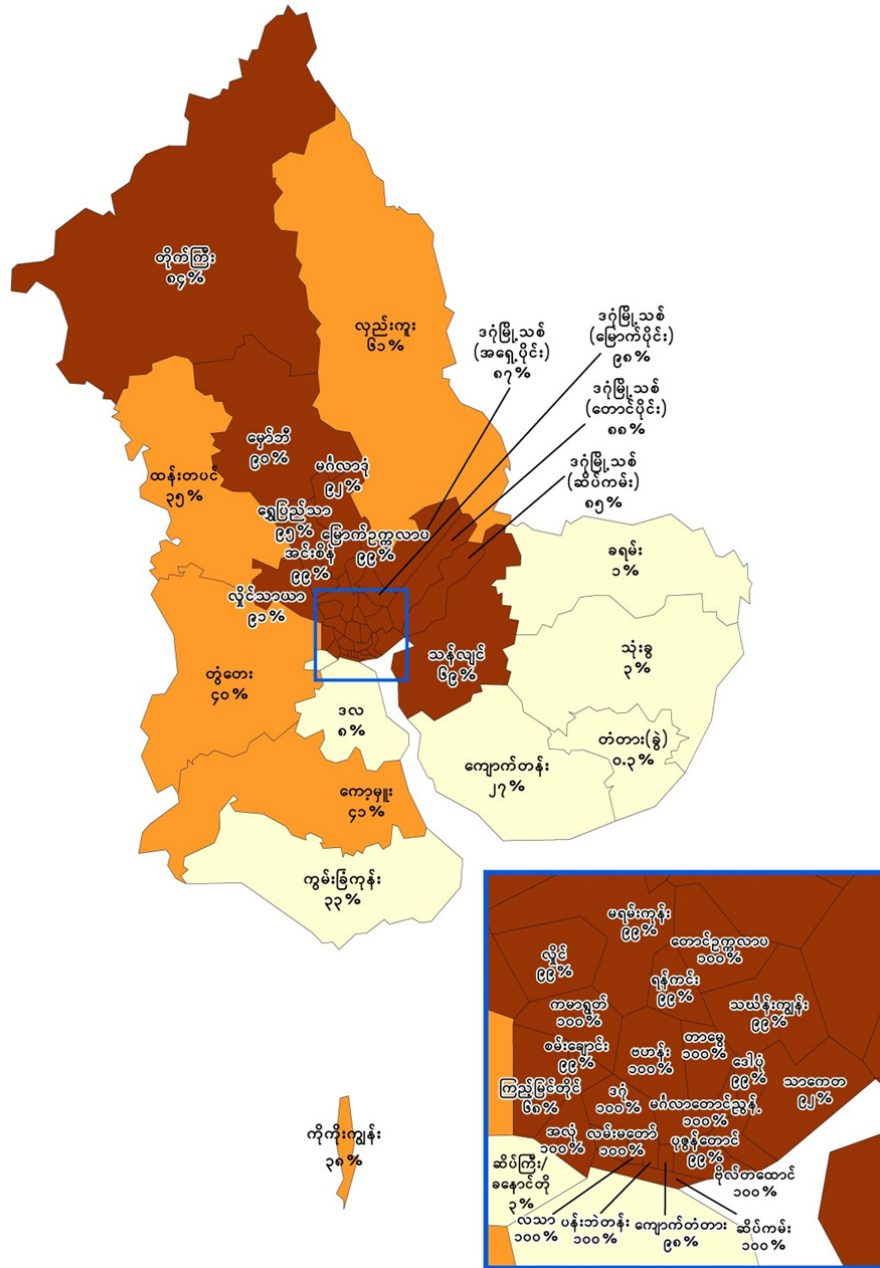 တိုက်ကြီး
၈၄%
လှည်းကူး
၆၁%
ဒဂုံမြို့သစ်
(အရှေ့ပိုင်း)
၈၇%
ဒဂုံမြို့သစ်
(မြောက်ပိုင်း)
၉၈%
ဒဂုံမြို့သစ်
(တောင်ပိုင်း)
၈၈%
ဒဂုံမြို့သစ်
(ဆိပ်ကမ်း)
၈၅%
မှော်ဘီ
၉၀%
မင်္ဂလာဒုံ
၉၂%
ထန်းတပင်
၃၅%
ရွှေပြည်သာ
၉၅%
မြောက်ဥက္ကလာပ
၉၉%
အင်းစိန်
၉၉%
လှိုင်သာယာ
၉၁%
ခရမ်း
၁%
သုံးခွ
၃%
သန်လျင်
၆၉%
တွံတေး
၄၀%
ဒလ
၈%
တံတား(ခွဲ)
၀.၃%
ကျောက်တန်း
၂၇%
ကော့မှူး
၄၁%
ကွမ်းခြံကုန်း
၃၃%
ကိုကိုးကျွန်း
၃၈%
မရမ်းကုန်း
၉၉%
တောင်ဥက္ကလာပ
၁၀၀%
လှိုင်
၉၉%
ရန်ကင်း
၉၉%
ကမာရွတ်
၁၀၀%
သင်္ဃန်းကျွန်း
၉၉%
စမ်းချောင်း
၉၉%
ဗဟန်း
၁၀၀%
တာမွေ
၁၀၀%
ဒေါပုံ
၉၉%
သာကေတ
၉၂%
ကြည့်မြင်တိုင်
၆၈%
ဒဂုံ
၁၀၀%
မင်္ဂလာတောင်ညွန့်
၁၀၀%
အလုံ
၁၀၀%
လမ်းမတော်
၁၀၀%
ပုဇွန်တောင်
၉၉%
ဗိုလ်တထောင်
၁၀၀%
ဆိပ်ကြီး/
ခနောင်တို
၃%
လသာ
၁၀၀%
ပန်းဘဲတန်း
၁၀၀%
ကျောက်တံတား
၉၈%
ဆိပ်ကမ်း
၁၀၀%